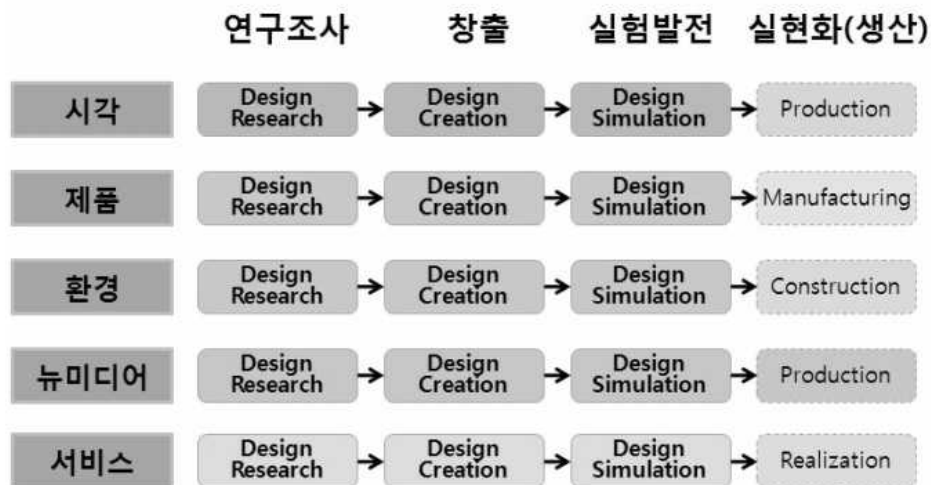 연구조사 창출 실험발전 실현화(생산)
시각 Design Research Design Creation Design Simulation Production
제품 Design Research Design Creation Design Simulation Manufacturing
환경 Design Research Design Creation Design Simulation Construction
뉴미디어 Design Research Design Creation Design Simulation Production
서비스 Design Research Design Creation Design Simulation Realization